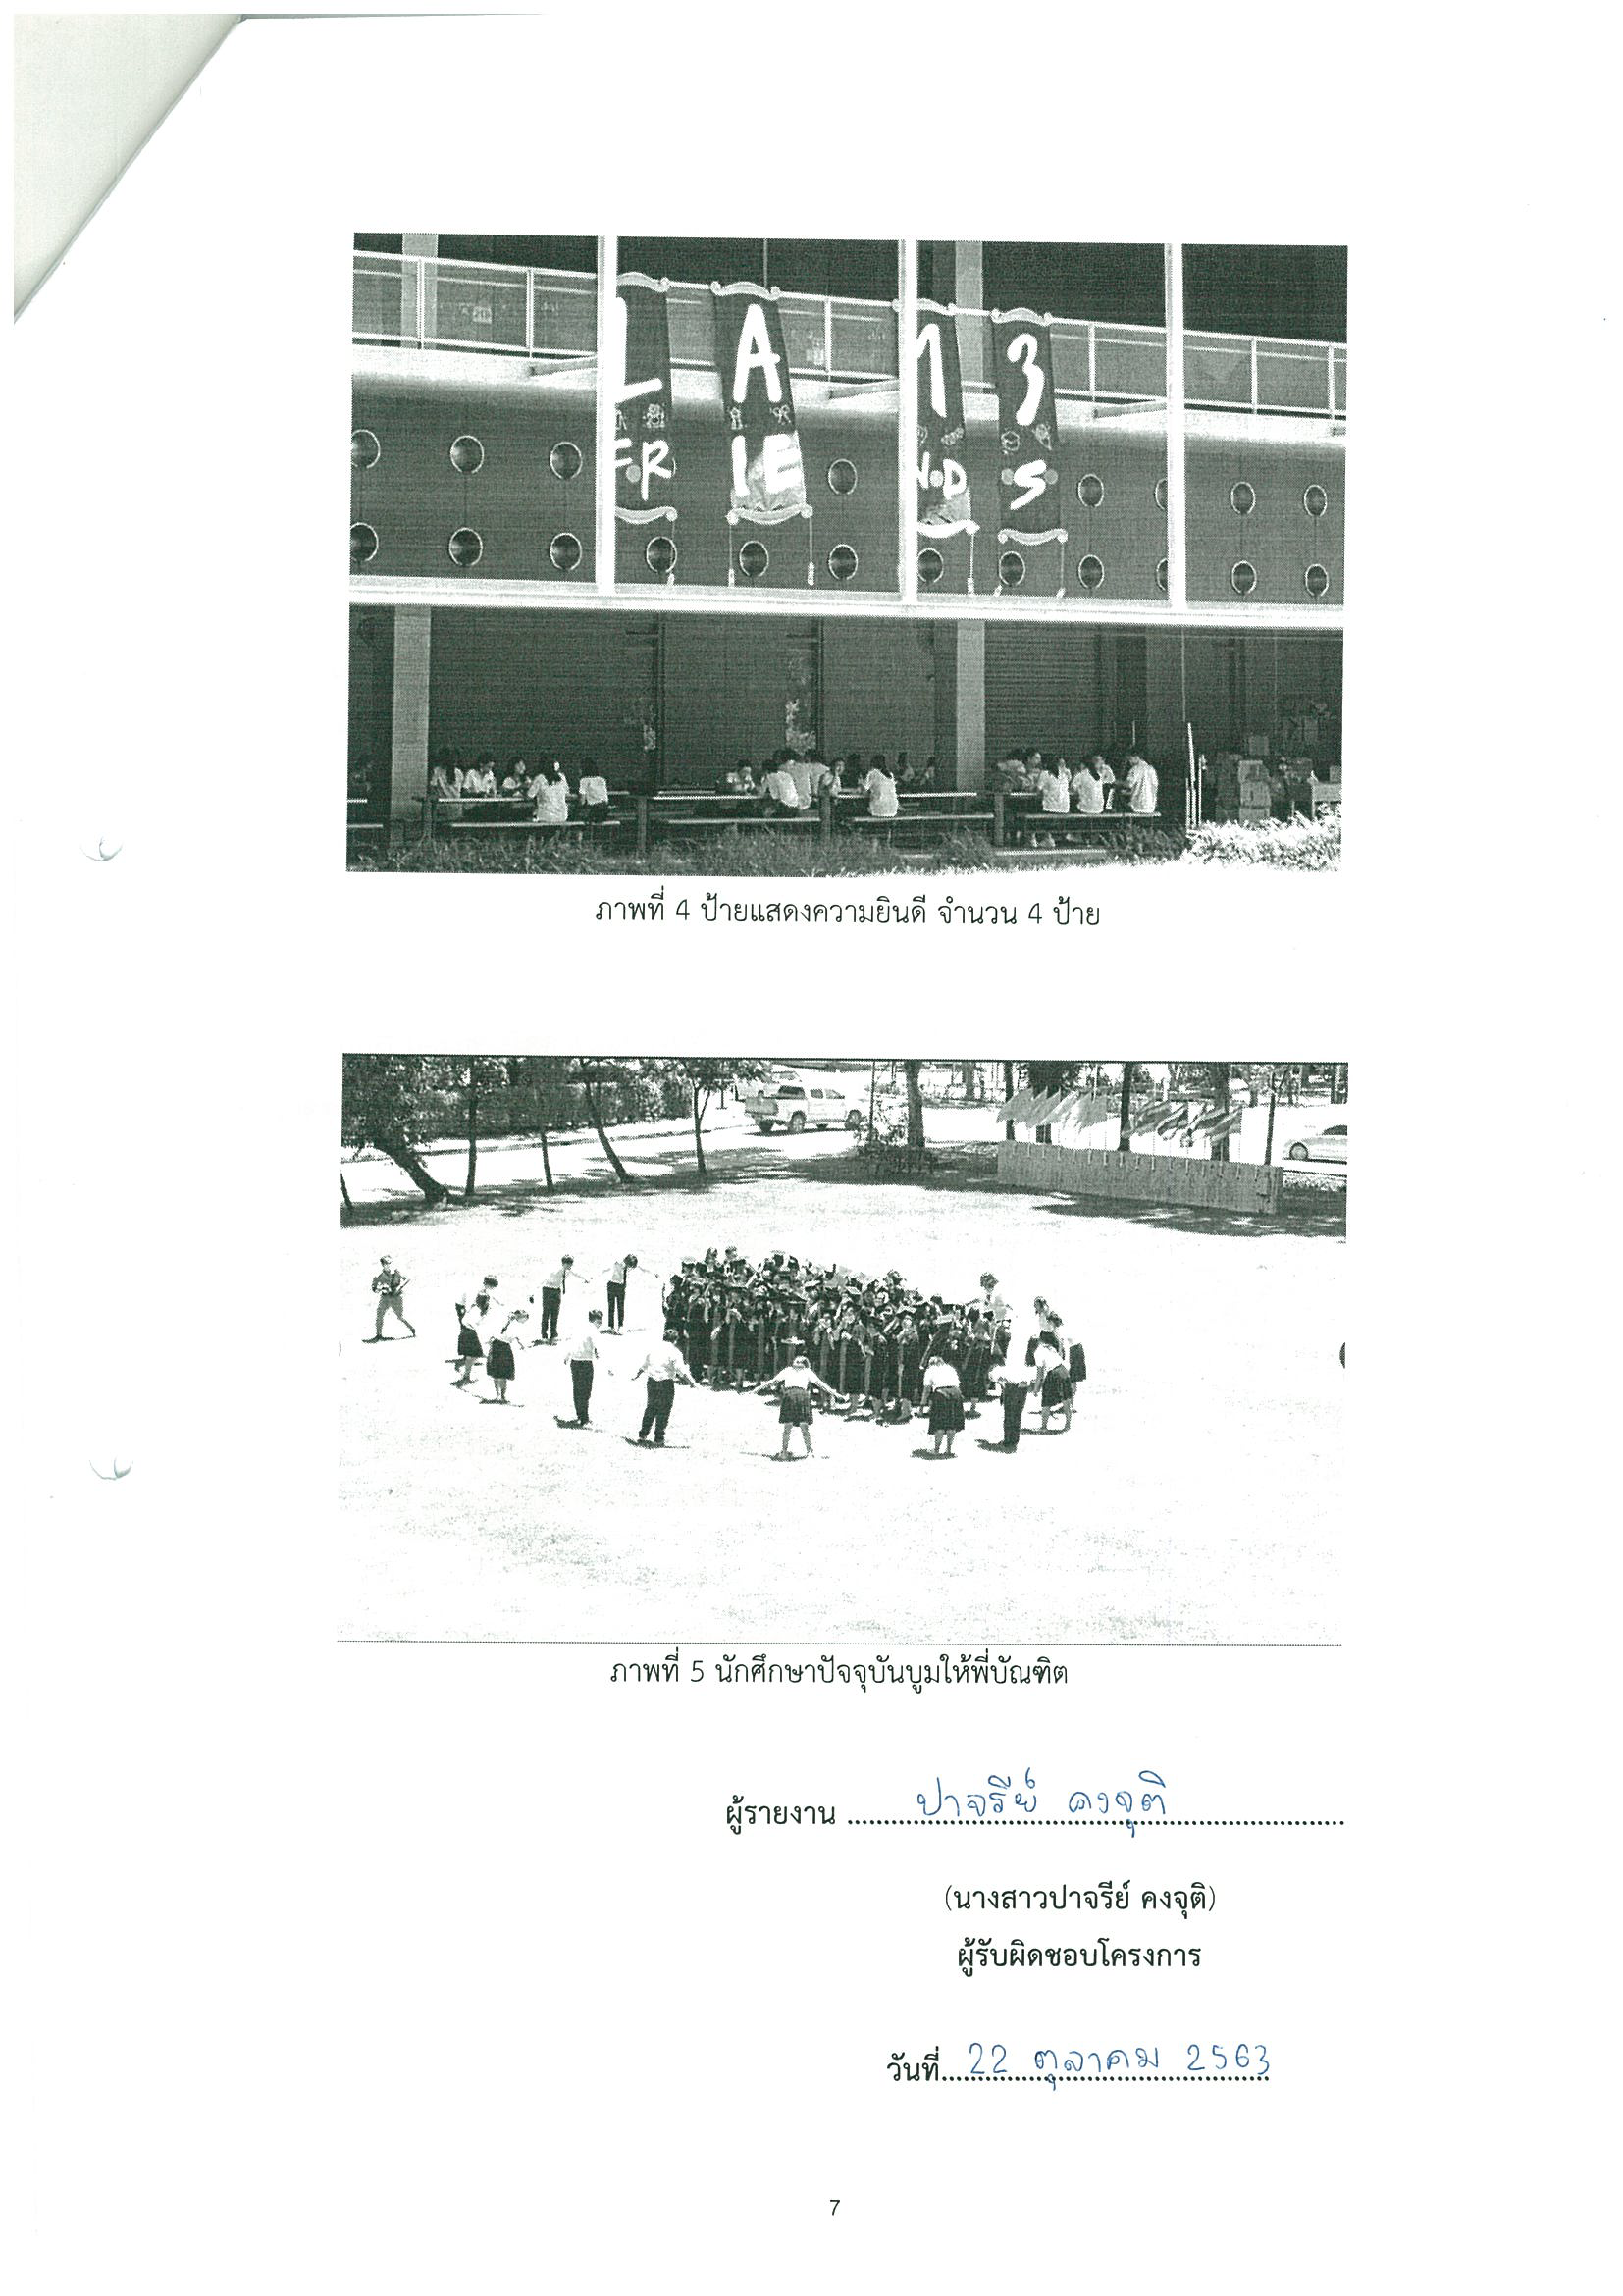 L A 1 3
ER IE ND S
ภาพที่ 4 ป้ายแสดงความยินดี จำนวน 4 ป้าย
ภาพที่ 5 นักศึกษาปัจจุบันบูมให้พี่บัณฑิต
ผู้รายงาน ปาจรีย์ คงจุติ
(นางสาวปาจรีย์ คงจุติ)
ผู้รับผิดชอบโครงการ
วันที่ 22 ตุลาคม 2563
7